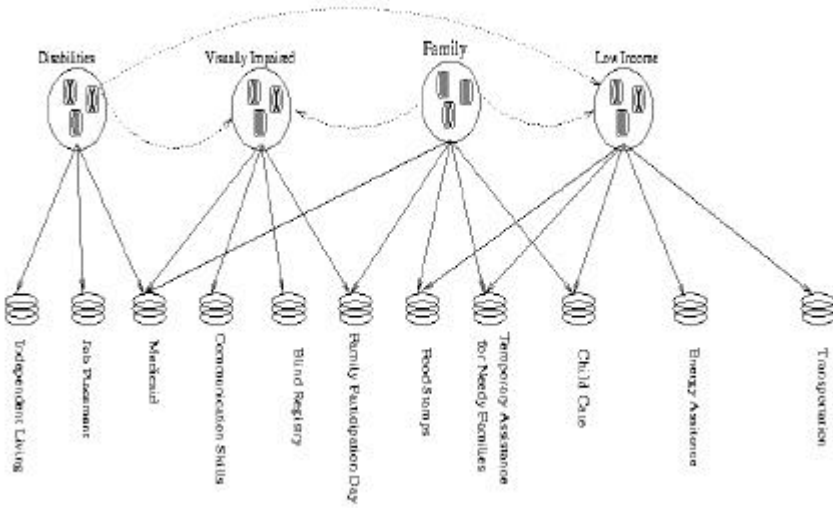 Disabilities
Visually Impaired
Family
Low Income
Independent Living
Job Placement
Medicaid
Communication Skills
Blind Registry
Family Participation Day
Food Stamps
Temporary Assistance
for Needy Families
Child Care
Energy Assitence
Transportation